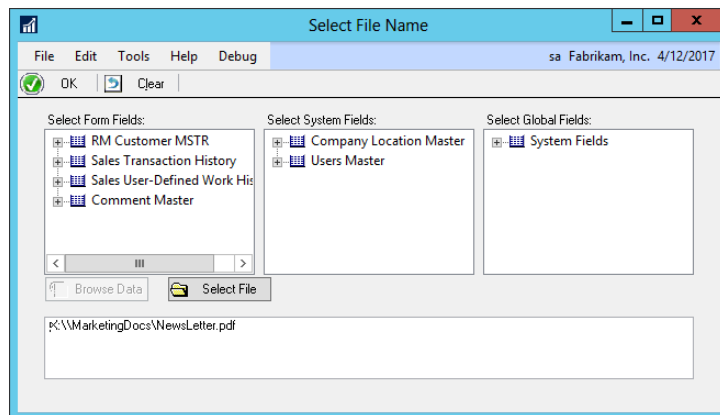 Select File Name
File Edit Tools Help Debug sa Fabrikam, Inc. 4/12/2017
OK Clear
Select Form Fields: Select System Fields: Select Global Fields:
RM Customer MSTR Company Location Master System Fields
Sales Transaction History Users Master
Sales User-Defined Work His
Comment Master
Browse Data Select File
:\\MarketingDocs\NewsLetter.pdf